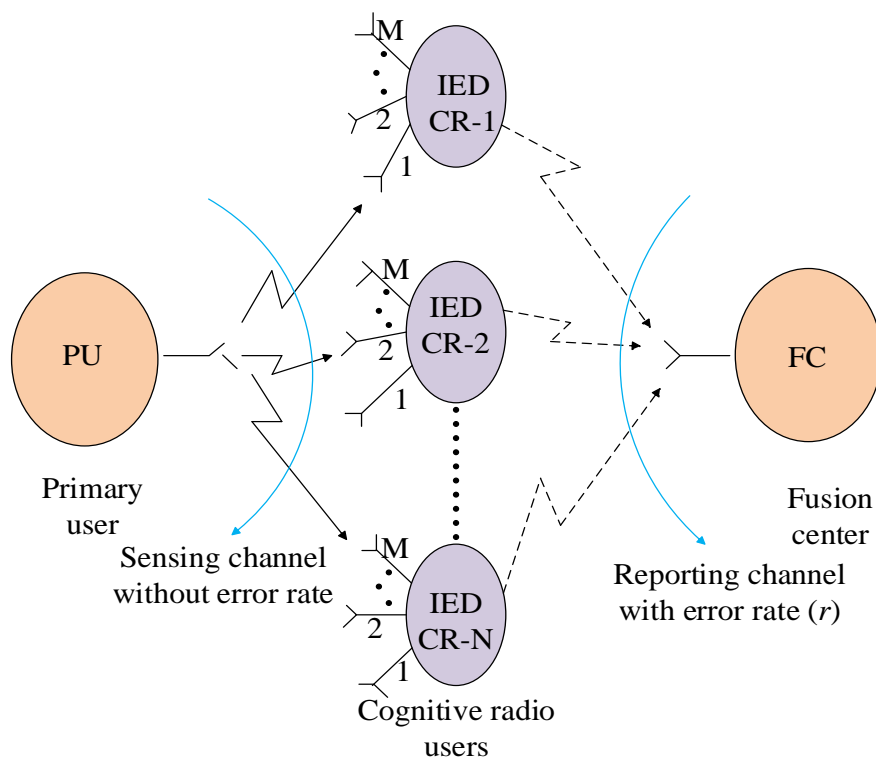 M
IED
CR-1
2
1
M
IED
CR-2
2
1
PU
FC
Primary
user
Sensing channel
without error rate
M
IED
CR-N
2
1
Fusion
center
Reporting channel
with error rate (r)
Cognitive radio
users